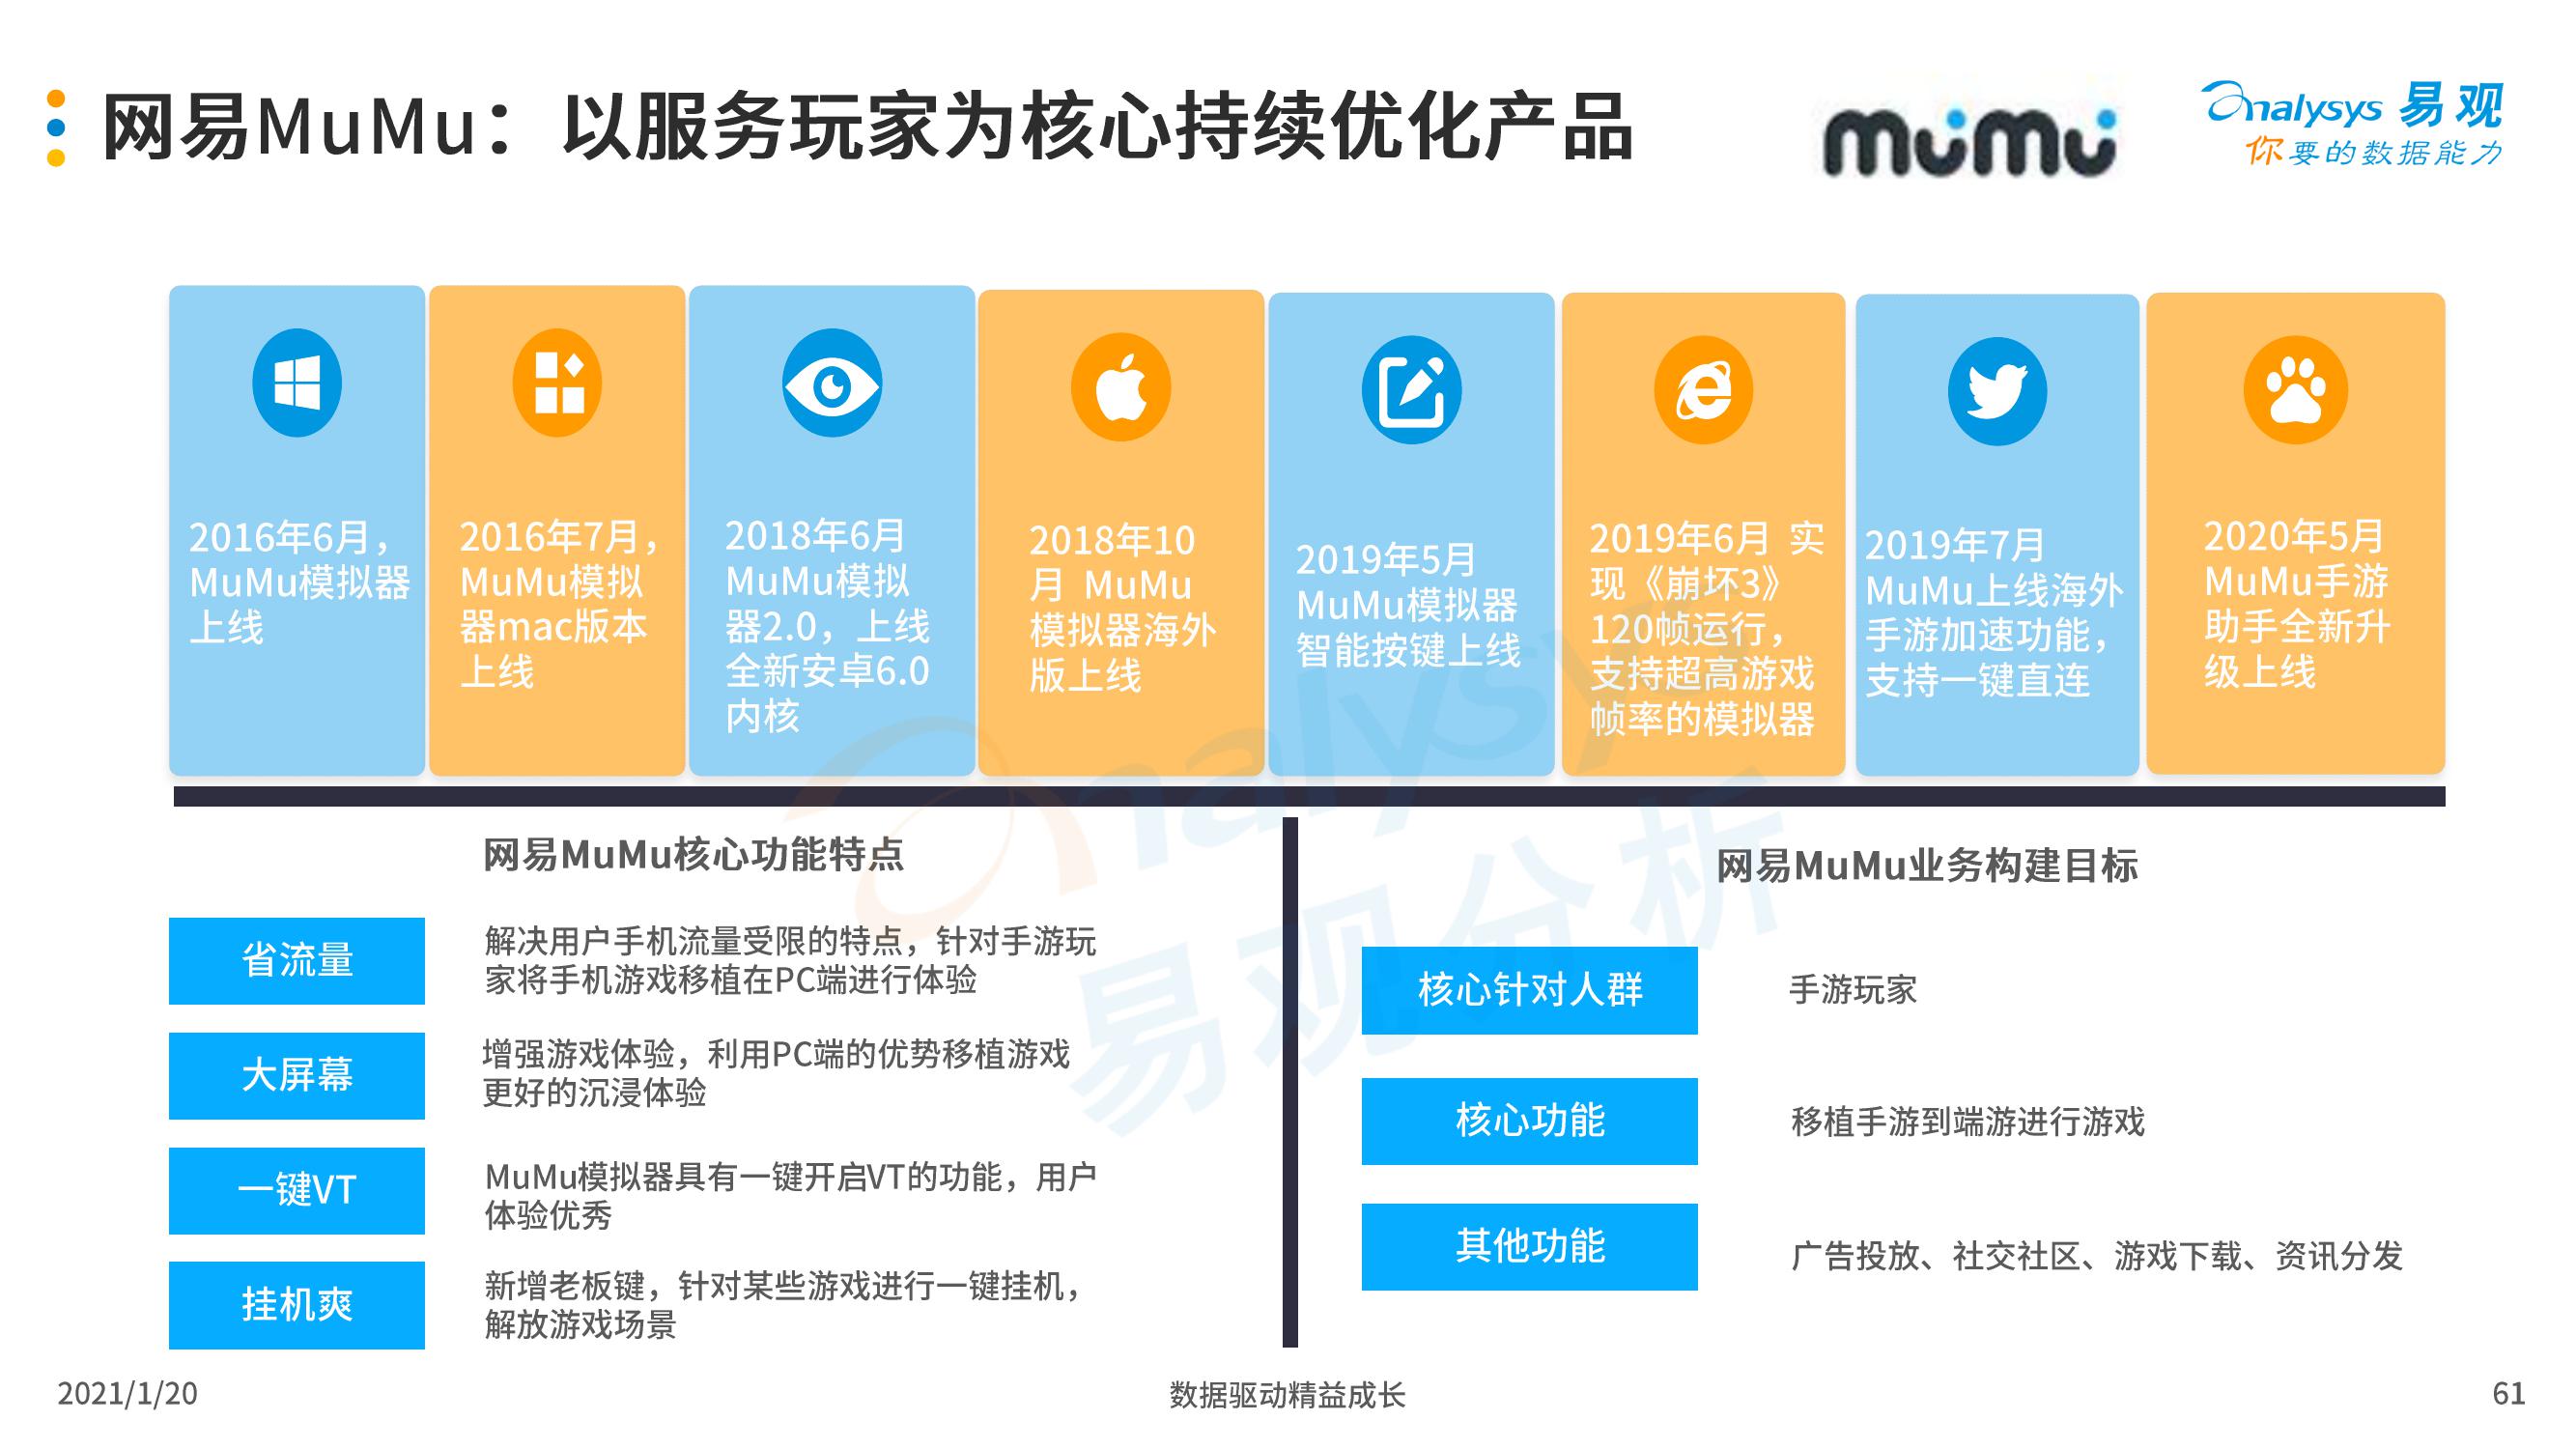 网易MuMu：以服务玩家为核心持续优化产品
mumu
analysys 易观
你要的数据能力
2016年6月，
MuMu模拟器
上线
2016年7月，
MuMu模拟
器mac版本
上线
2018年6月
MuMu模拟
器2.0，上线
全新安卓6.0
内核
2018年10
月 MuMu
模拟器海外
版上线
2019年5月
MuMu模拟器
智能按键上线
2019年6月 实
现《崩坏3》
120帧运行，
支持超高游戏
帧率的模拟器
2019年7月
MuMu上线海外
手游加速功能，
支持一键直连
2020年5月
MuMu手游
助手全新升
级上线
analysys
易观分析
网易MuMu核心功能特点
省流量
解决用户手机流量受限的特点，针对手游玩
家将手机游戏移植在PC端进行体验
大屏幕
增强游戏体验，利用PC端的优势移植游戏
更好的沉浸体验
一键VT
MuMu模拟器具有一键开启VT的功能，用户
体验优秀
挂机爽
新增老板键，针对某些游戏进行一键挂机，
解放游戏场景
网易MuMu业务构建目标
核心针对人群
手游玩家
核心功能
移植手游到端游进行游戏
其他功能
广告投放、社交社区、游戏下载、资讯分发
2021/1/20
数据驱动精益成长
61